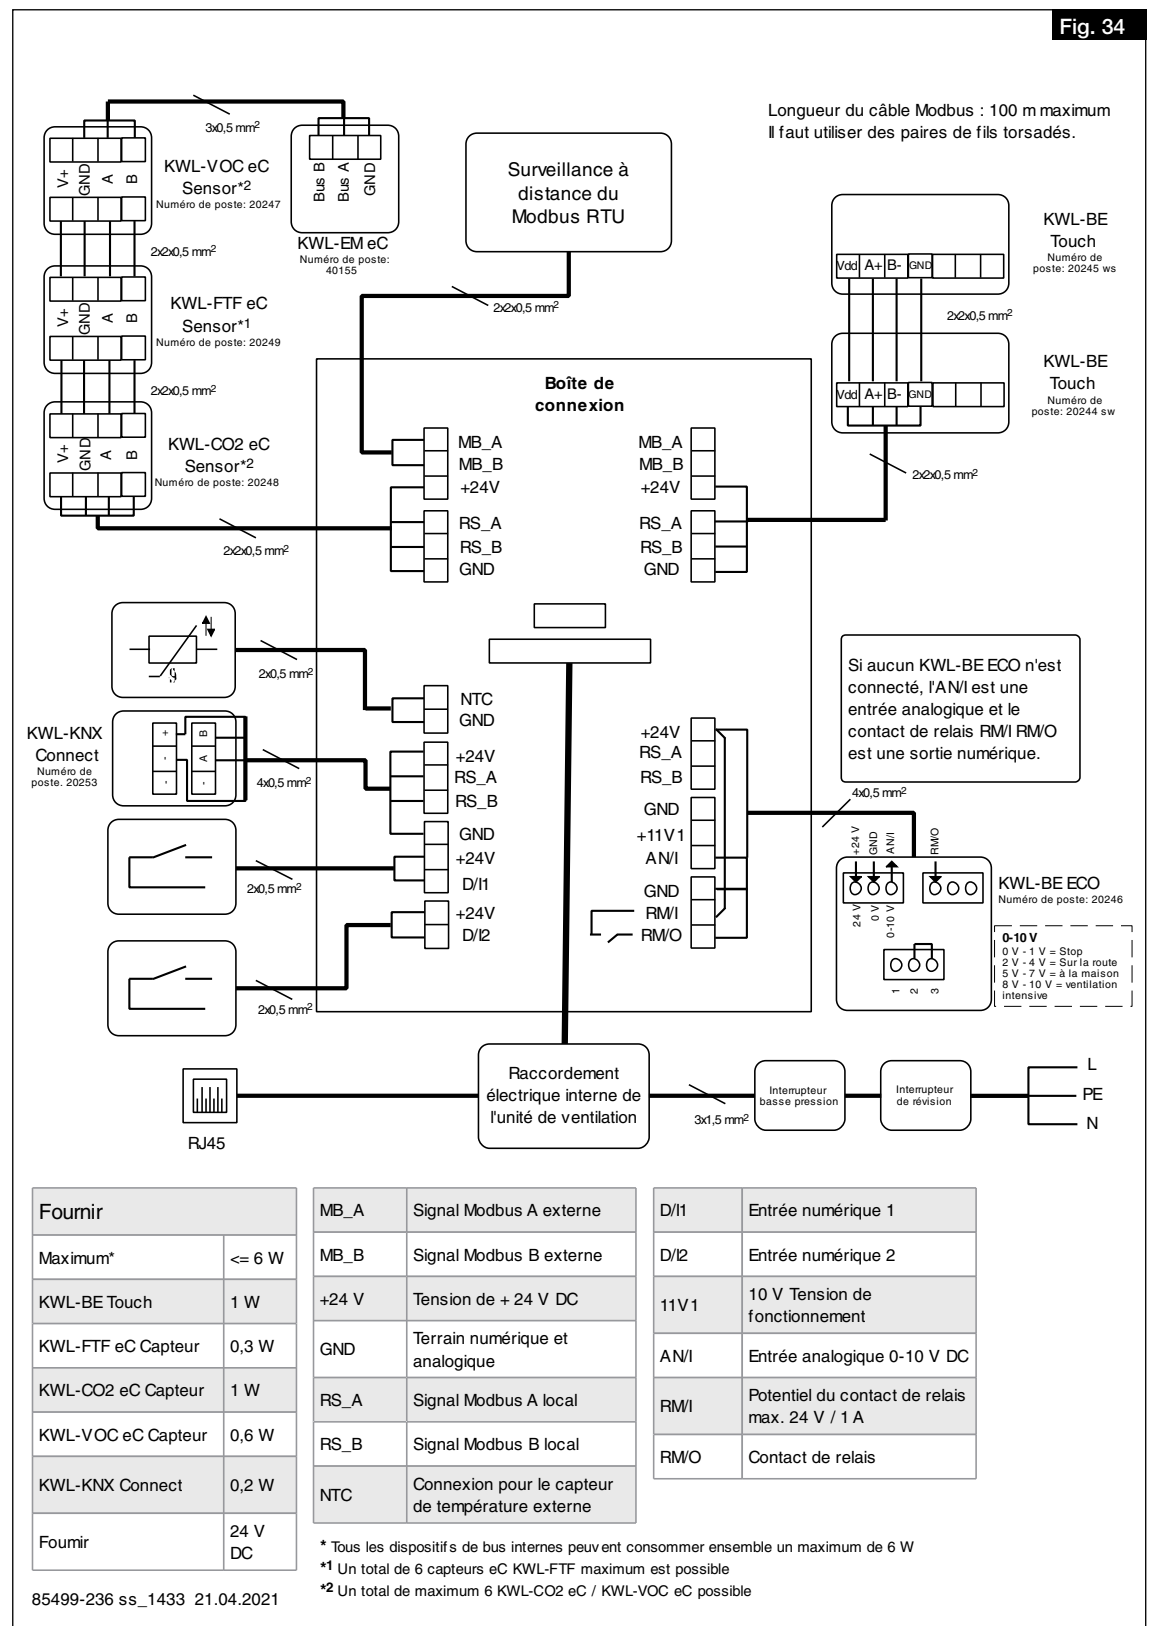 Fig. 34
Longueur du câble Modbus : 100 m maximum
Il faut utiliser des paires de fils torsadés.
3x0,5 mm²
V+
GND
A
B
KWL-VOC eC
Sensor*2
Numéro de poste: 20247
Bus B
Bus A
GND
KWL-EM eC
Numéro de poste:
40155
2x2x0,5 mm²
V+
GND
A
B
KWL-FTF eC
Sensor*1
Numéro de poste: 20249
2x2x0,5 mm²
V+
GND
A
B
KWL-CO2 eC
Sensor*2
Numéro de poste: 20248
2x2x0,5 mm²
Surveillance à
distance du
Modbus RTU
2x2x0,5 mm²
Vdd A+ B- GND
KWL-BE
Touch
Numéro de
poste: 20245 ws
2x2x0,5 mm²
Vdd A+ B- GND
KWL-BE
Touch
Numéro de
poste: 20244 sw
2x2x0,5 mm²
Boîte de
connexion
MB_A
MB_B
+24V
RS_A
RS_B
GND
MB_A
MB_B
+24V
RS_A
RS_B
GND
ϑ
2x0,5 mm²
NTC
GND
KWL-KNX
Connect
Numéro de
poste. 20253
+
-
-
B
A
-
4x0,5 mm²
+24V
RS_A
RS_B
GND
+24V
D/I1
+24V
D/I2
2x0,5 mm²
2x0,5 mm²
+24V
RS_A
RS_B
GND
+11V1
AN/I
GND
RM/I
RM/O
Si aucun KWL-BE ECO n'est
connecté, l'AN/I est une
entrée analogique et le
contact de relais RM/I RM/O
est une sortie numérique.
4x0,5 mm²
+24 V
GND
AN/I
RM/O
24 V
0 V
0-10 V
1
2
3
KWL-BE ECO
Numéro de poste: 20246
0-10 V
0 V - 1 V = Stop
2 V - 4 V = Sur la route
5 V - 7 V = à la maison
8 V - 10 V = ventilation
intensive
RJ45
Raccordement
électrique interne de
l'unité de ventilation
3x1,5 mm²
Interrupteur
basse pression
Interrupteur
de révision
L
PE
N
Fournir
Maximum* <= 6 W
KWL-BE Touch 1 W
KWL-FTF eC Capteur 0,3 W
KWL-CO2 eC Capteur 1 W
KWL-VOC eC Capteur 0,6 W
KWL-KNX Connect 0,2 W
Fournir 24 V
DC
MB_A Signal Modbus A externe
MB_B Signal Modbus B externe
+24 V Tension de + 24 V DC
GND Terrain numérique et
analogique
RS_A Signal Modbus A local
RS_B Signal Modbus B local
NTC Connexion pour le capteur
de température externe
D/I1 Entrée numérique 1
D/I2 Entrée numérique 2
11V1 10 V Tension de
fonctionnement
AN/I Entrée analogique 0-10 V DC
RM/I Potentiel du contact de relais
max. 24 V / 1 A
RM/O Contact de relais
* Tous les dispositifs de bus internes peuvent consommer ensemble un maximum de 6 W
*1 Un total de 6 capteurs eC KWL-FTF maximum est possible
*2 Un total de maximum 6 KWL-CO2 eC / KWL-VOC eC possible
85499-236 ss_1433 21.04.2021